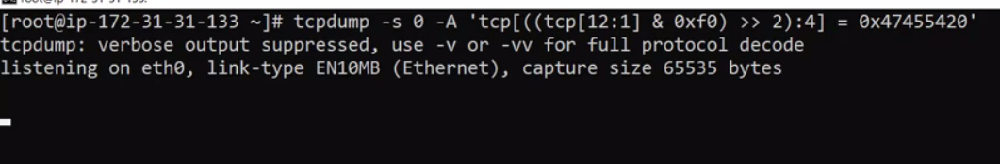 [root@ip-172-31-31-133 ~]# tcpdump -s 0 -A 'tcp[((tcp[12:1] & 0xf0) >> 2):4] = 0x47455420'
tcpdump: verbose output suppressed, use -v or -vv for full protocol decode
listening on eth0, link-type EN10MB (Ethernet), capture size 65535 bytes